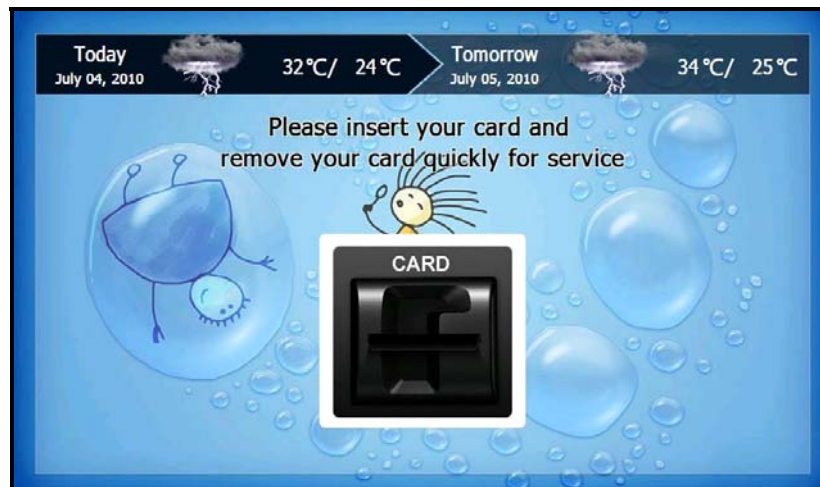 Today
July 04, 2010
32℃/ 24℃
Tomorrow
July 05, 2010
34℃/ 25℃
Please insert your card and
remove your card quickly for service
CARD